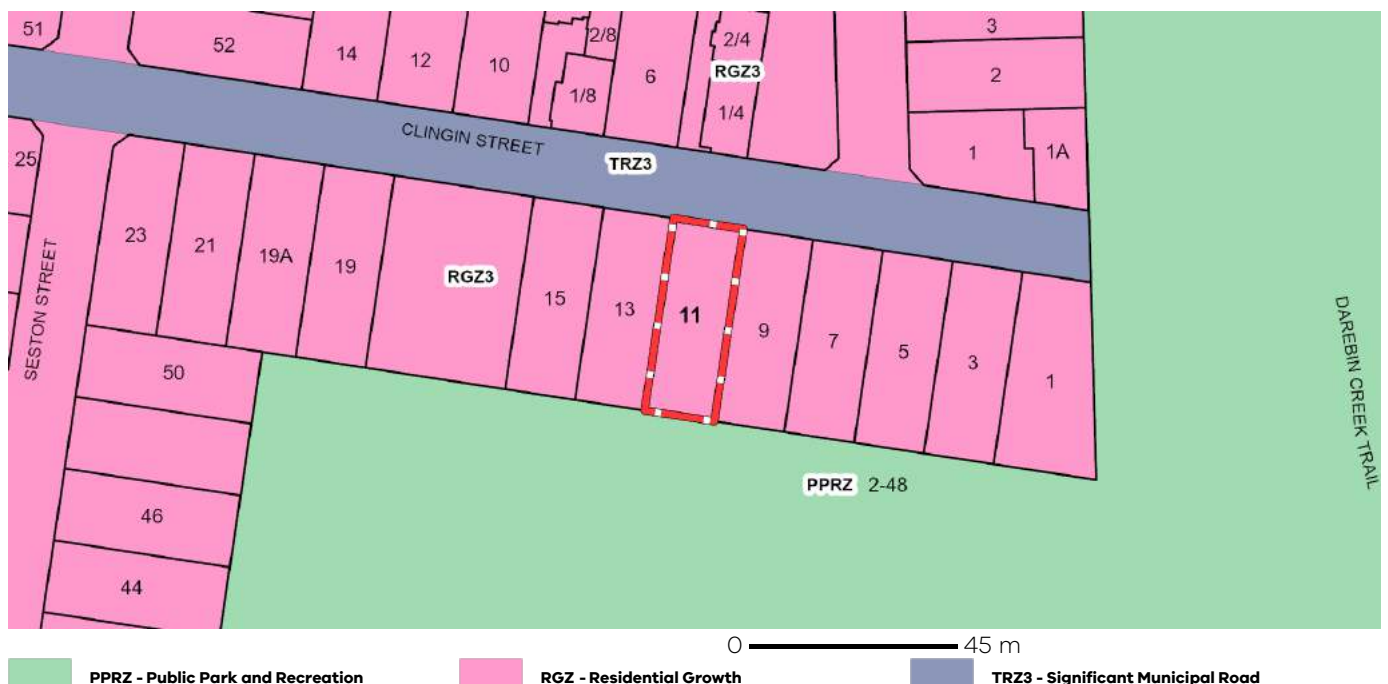 51
52
14
12
10
2/8
1/8
6
2/4
RGZ3
1/4
3
2
1
1A
CLINGIN STREET
TRZ3
25
23
21
19A
19
RGZ3
15
13
11
9
7
5
3
1
SESTON STREET
50
46
44
PPRZ 2-48
DAREBIN CREEK TRAIL
0 45 m
PPRZ - Public Park and Recreation
RGZ - Residential Growth
TRZ3 - Significant Municipal Road